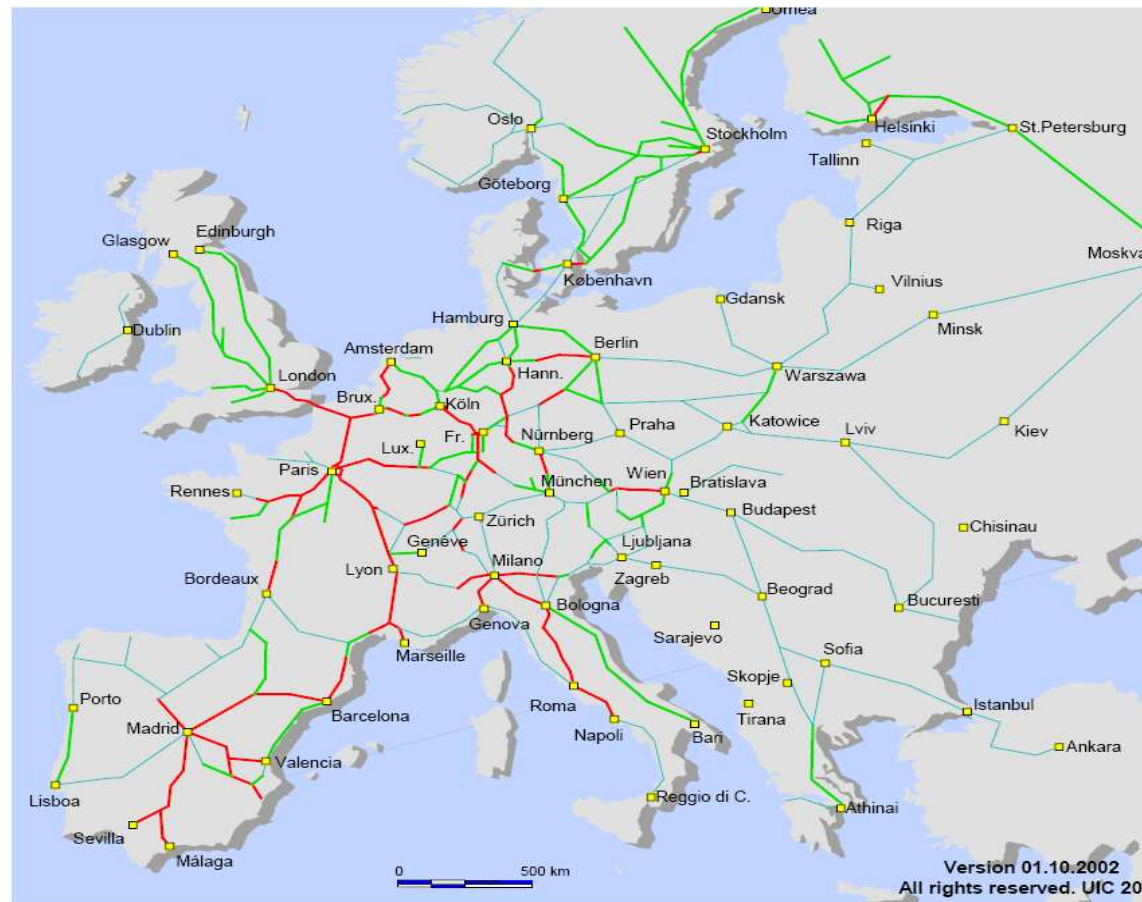 Umea
Oslo
Stockholm
Helsinki
St.Petersburg
Tallinn
Göteborg
Riga
Glasgow
Edinburgh
Moskva
København
Vilnius
Gdansk
Minsk
Dublin
Hamburg
Amsterdam
Berlin
Hann.
London
Warszawa
Brux.
Köln
Fr.
Nürnberg
Praha
Katowice
Lviv
Kiev
Lux.
Paris
Rennes
München
Wien
Bratislava
Budapest
Zürich
Chisinau
Genéve
Ljubljana
Lyon
Milano
Zagreb
Bordeaux
Beograd
Bologna
Bucuresti
Genova
Sarajevo
Marseille
Sofia
Skopje
Porto
Roma
Tirana
Istanbul
Barcelona
Madrid
Napoli
Bari
Ankara
Valencia
Lisboa
Reggio di C.
Athinai
Sevilla
Málaga
0 500 km
Version 01.10.2002
All rights reserved. UIC 20